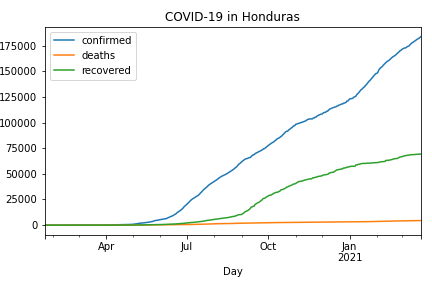 COVID-19 in Honduras
confirmed
deaths
recovered
175000
150000
125000
100000
75000
50000
25000
0
Apr
Jul
Oct
Jan
2021
Day